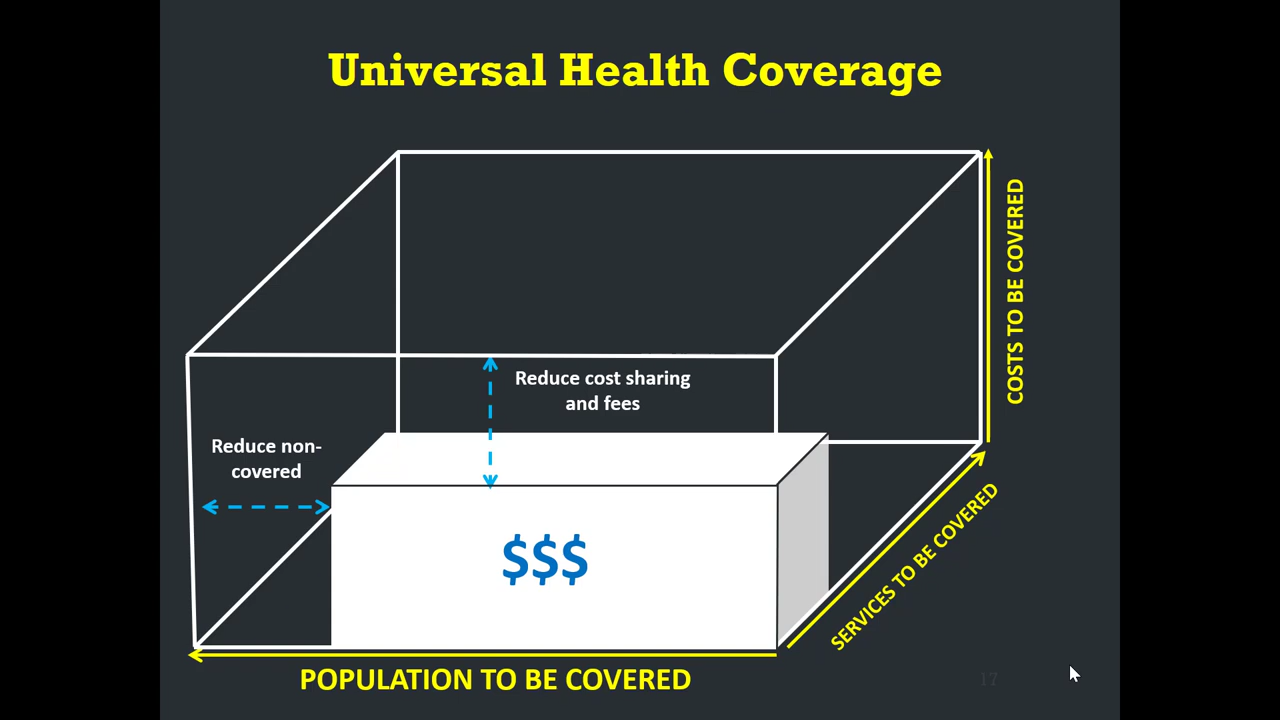 Universal Health Coverage
COSTS TO BE COVERED
Reduce cost sharing
and fees
Reduce non-
covered
$$$
SERVICES TO BE COVERED
POPULATION TO BE COVERED
17